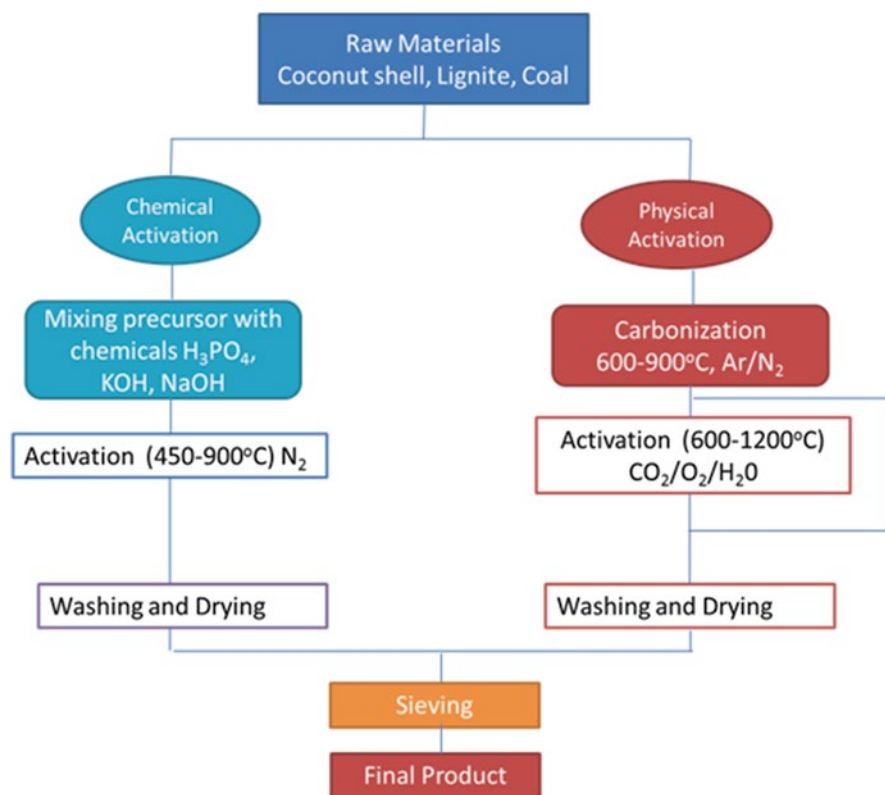 Raw Materials
Coconut shell, Lignite, Coal
Chemical
Activation
Physical
Activation
Mixing precursor with
chemicals H₃PO₄,
KOH, NaOH
Carbonization
600-900°C, Ar/N₂
Activation (450-900°C) N₂
Activation (600-1200°C)
CO₂/O₂/H₂0
Washing and Drying
Washing and Drying
Sieving
Final Product